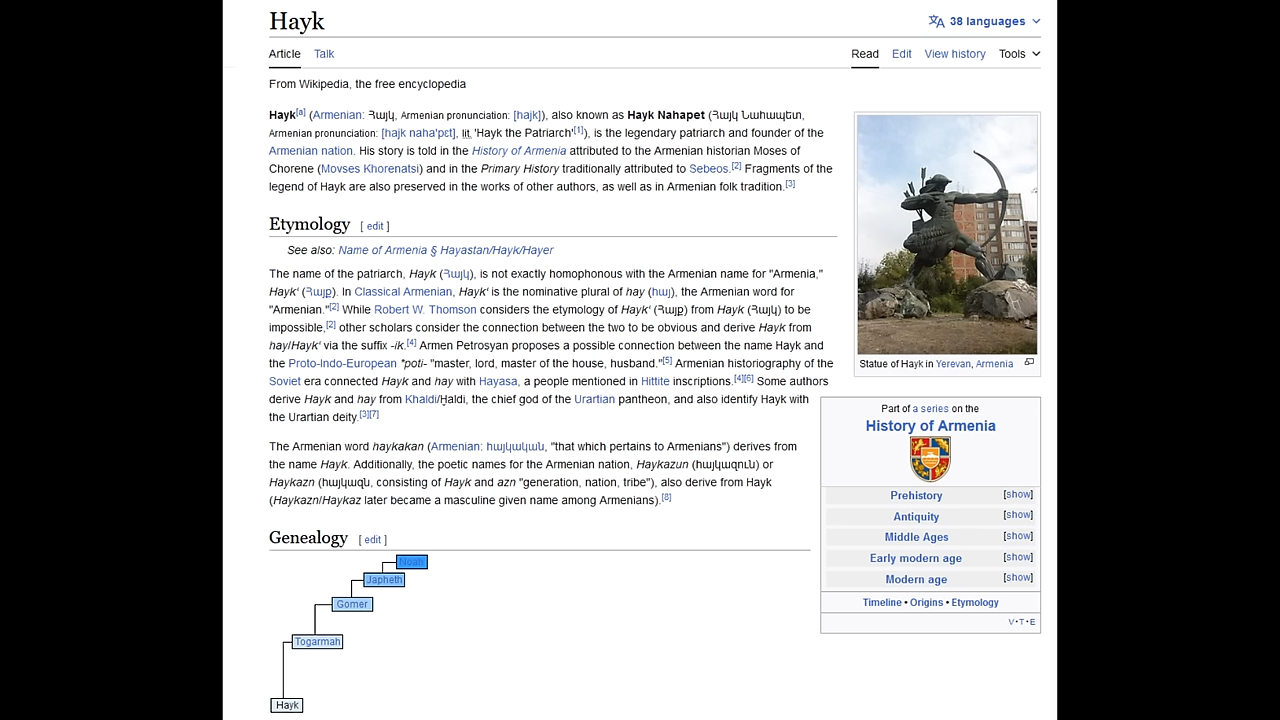 Hayk
38 languages
Article Talk Read Edit View history Tools
From Wikipedia, the free encyclopedia
Hayk[a] (Armenian: Հայկ, Armenian pronunciation: [hajk]), also known as Hayk Nahapet (Հայկ Նահապետ,
Armenian pronunciation: [hajk naha'pɛt], lit. 'Hayk the Patriarch'[1]), is the legendary patriarch and founder of the
Armenian nation. His story is told in the History of Armenia attributed to the Armenian historian Moses of
Chorene (Movses Khorenatsi) and in the Primary History traditionally attributed to Sebeos.[2] Fragments of the
legend of Hayk are also preserved in the works of other authors, as well as in Armenian folk tradition.[3]
Etymology [ edit ]
See also: Name of Armenia § Hayastan/Hayk/Hayer
The name of the patriarch, Hayk (Հայկ), is not exactly homophonous with the Armenian name for "Armenia,"
Hayk‘ (Հայք). In Classical Armenian, Hayk‘ is the nominative plural of hay (հայ), the Armenian word for
"Armenian."[2] While Robert W. Thomson considers the etymology of Hayk‘ (Հայք) from Hayk (Հայկ) to be
impossible,[2] other scholars consider the connection between the two to be obvious and derive Hayk from
hay/Hayk‘ via the suffix -ik.[4] Armen Petrosyan proposes a possible connection between the name Hayk and
the Proto-Indo-European *poti- "master, lord, master of the house, husband."[5] Armenian historiography of the
Soviet era connected Hayk and hay with Hayasa, a people mentioned in Hittite inscriptions.[4][6] Some authors
derive Hayk and hay from Khaldi/Ḫaldi, the chief god of the Urartian pantheon, and also identify Hayk with
the Urartian deity.[3][7]
The Armenian word haykakan (Armenian: հայկական, "that which pertains to Armenians") derives from
the name Hayk. Additionally, the poetic names for the Armenian nation, Haykazun (հայկազուն) or
Haykazn (հայկազն, consisting of Hayk and azn "generation, nation, tribe"), also derive from Hayk
(Haykazn/Haykaz later became a masculine given name among Armenians).[8]
Genealogy [ edit ]
Noah
Japheth
Gomer
Togarmah
Hayk
Statue of Hayk in Yerevan, Armenia
Part of a series on the
History of Armenia
Prehistory [show]
Antiquity [show]
Middle Ages [show]
Early modern age [show]
Modern age [show]
Timeline • Origins • Etymology
V • T • E